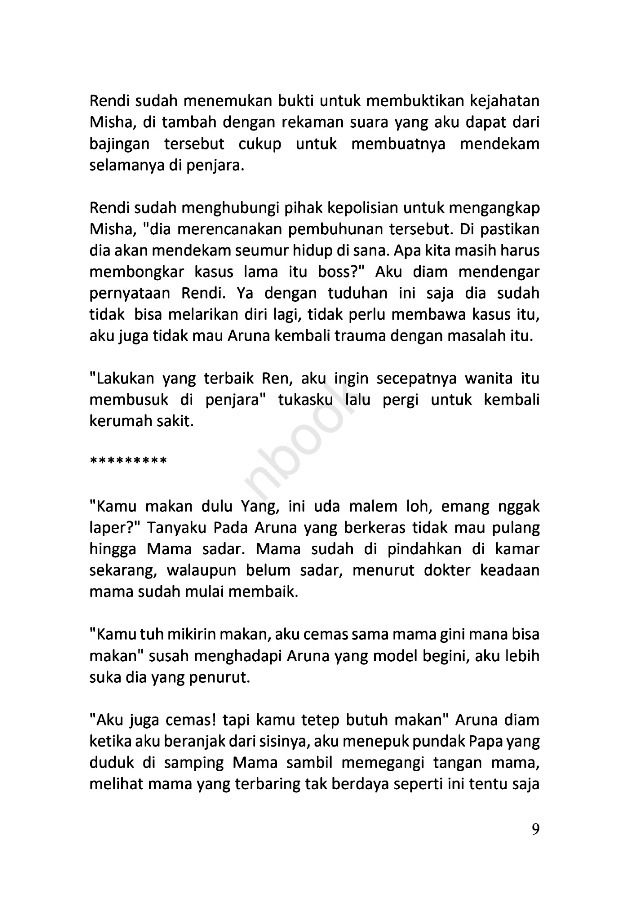 Rendi sudah menemukan bukti untuk membuktikan kejahatan
Misha, di tambah dengan rekaman suara yang aku dapat dari
bajingan tersebut cukup untuk membuatnya mendekam
selamanya di penjara.
Rendi sudah menghubungi pihak kepolisian untuk mengangkap
Misha, "dia merencanakan pembuhunan tersebut. Di pastikan
dia akan mendekam seumur hidup di sana. Apa kita masih harus
membongkar kasus lama itu boss?" Aku diam mendengar
pernyataan Rendi. Ya dengan tuduhan ini saja dia sudah
tidak bisa melarikan diri lagi, tidak perlu membawa kasus itu,
aku juga tidak mau Aruna kembali trauma dengan masalah itu.
"Lakukan yang terbaik Ren, aku ingin secepatnya wanita itu
membusuk di penjara" tukasku lalu pergi untuk kembali
kerumah sakit.
*********
nbook
"Kamu makan dulu Yang, ini uda malem loh, emang nggak
laper?" Tanyaku Pada Aruna yang berkeras tidak mau pulang
hingga Mama sadar. Mama sudah di pindahkan di kamar
sekarang, walaupun belum sadar, menurut dokter keadaan
mama sudah mulai membaik.
"Kamu tuh mikirin makan, aku cemas sama mama gini mana bisa
makan" susah menghadapi Aruna yang model begini, aku lebih
suka dia yang penurut.
"Aku juga cemas! tapi kamu tetep butuh makan" Aruna diam
ketika aku beranjak dari sisinya, aku menepuk pundak Papa yang
duduk di samping Mama sambil memegangi tangan mama,
melihat mama yang terbaring tak berdaya seperti ini tentu saja
9